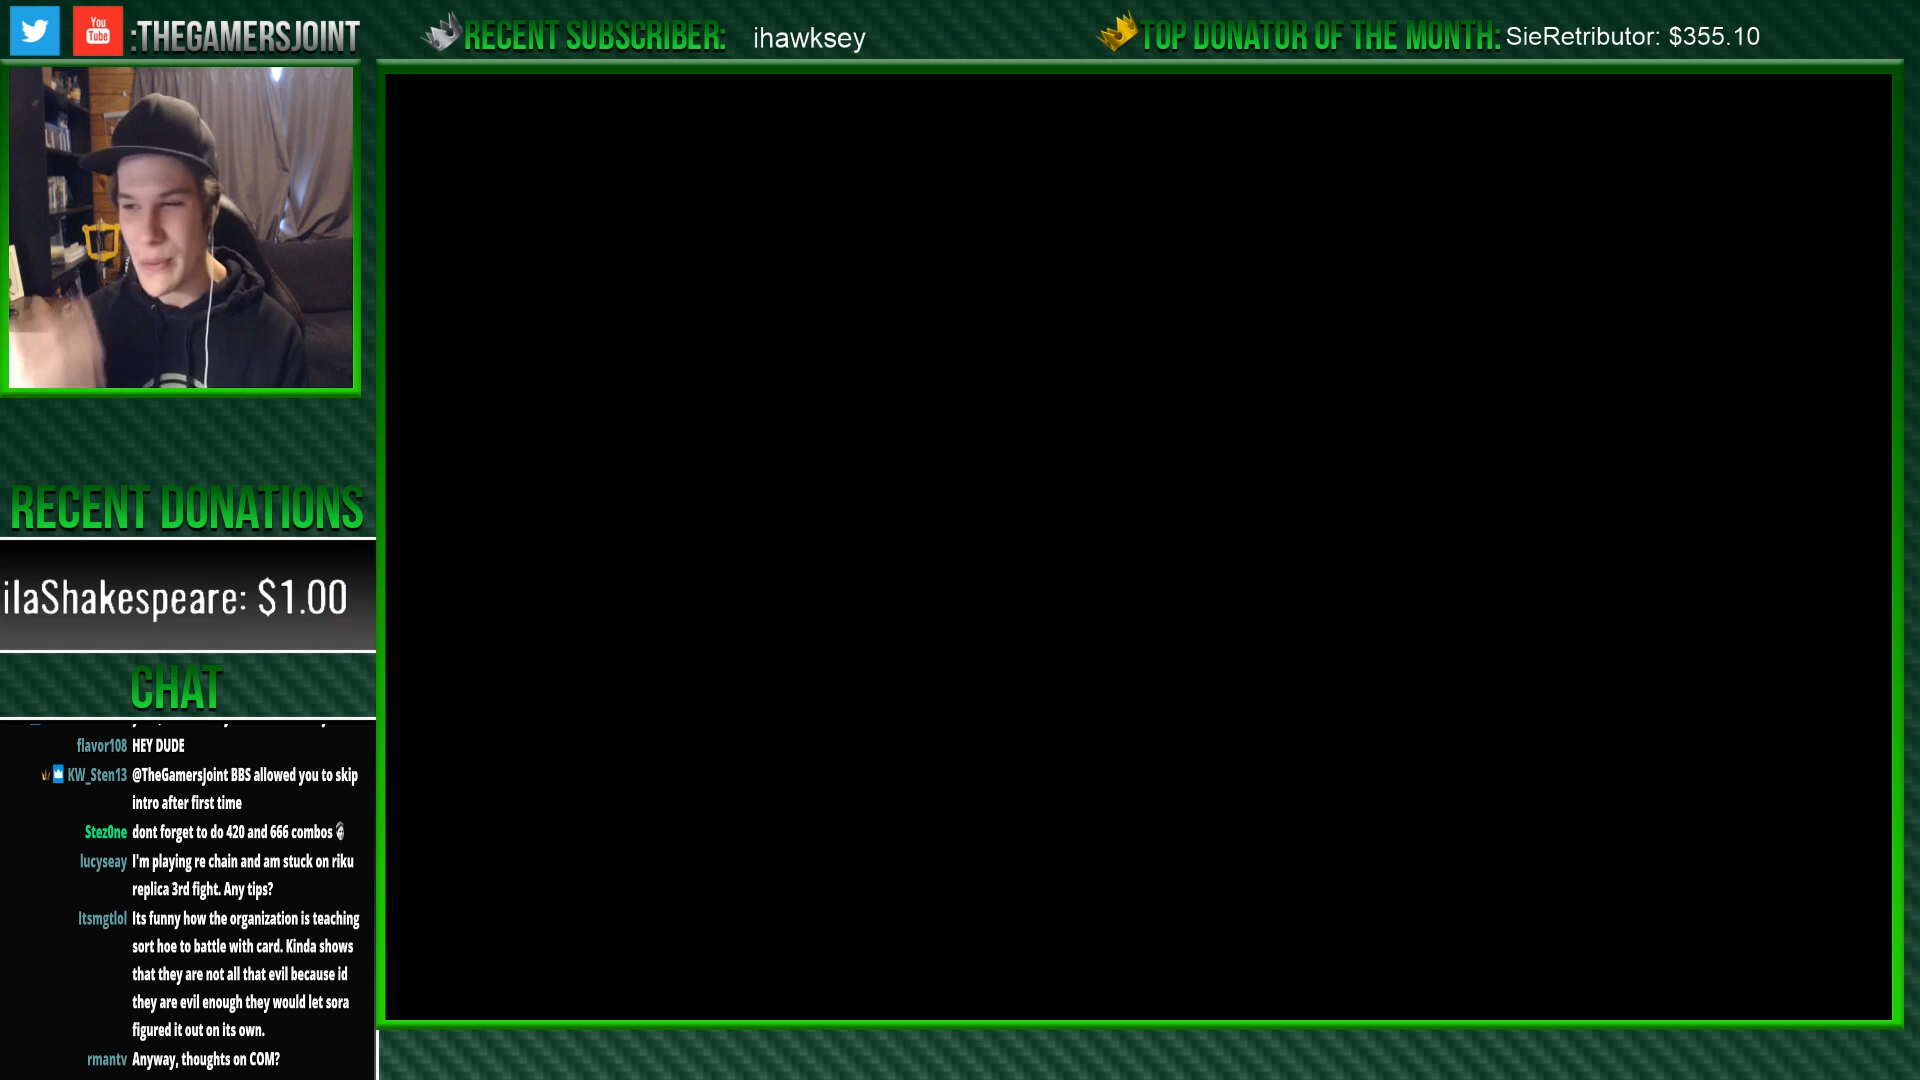 You
Tube
:THEGAMERSJOINT
RECENT SUBSCRIBER:
ihawksey
TOP DONATOR OF THE MONTH:
SieRetributor: $355.10
RECENT DONATIONS
ilaShakespeare: $1.00
CHAT
flavor108 HEY DUDE
KW_Sten13 @TheGamersJoint BBS allowed you to skip
intro after first time
Stez0ne dont forget to do 420 and 666 combos
lucyseay I'm playing re chain and am stuck on riku
replica 3rd fight. Any tips?
Itsmgtlol Its funny how the organization is teaching
sort hoe to battle with card. Kinda shows
that they are not all that evil because id
they are evil enough they would let sora
figured it out on its own.
rmantv Anyway, thoughts on COM?